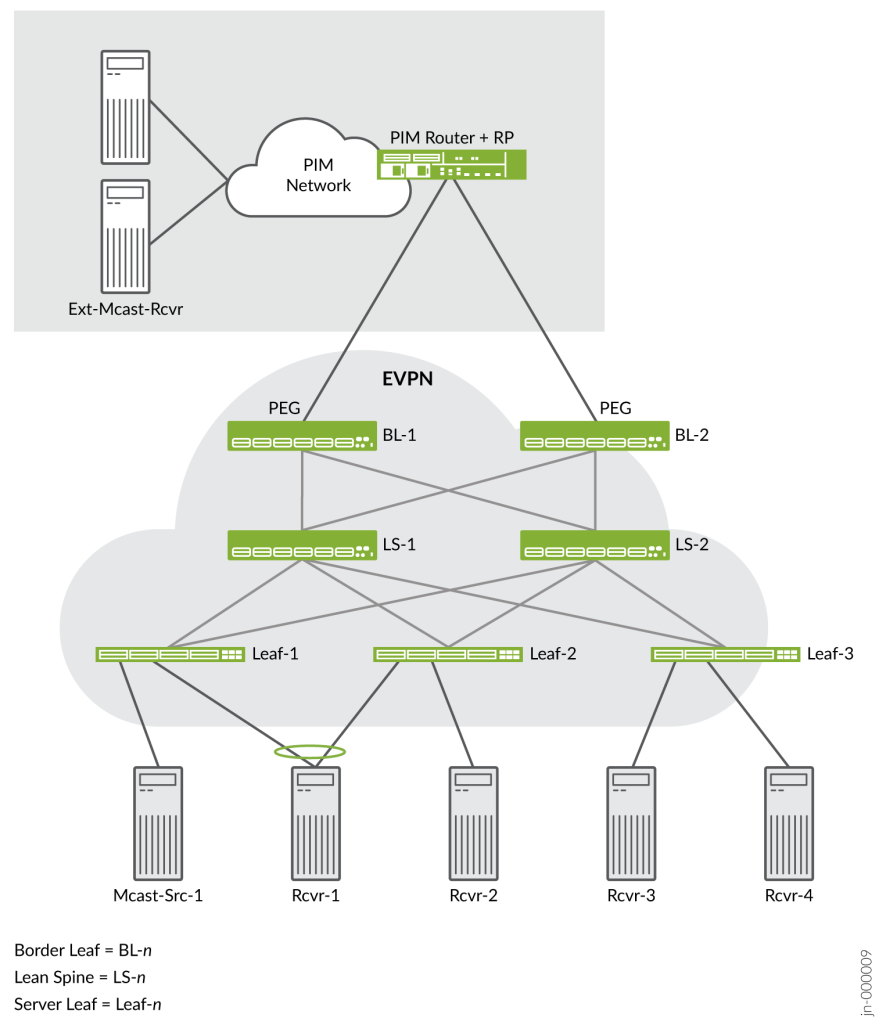 PIM Router + RP
PIM
Network
Ext-Mcast-Rcvr
EVPN
PEG
PEG
BL-1
BL-2
LS-1
LS-2
Leaf-1
Leaf-2
Leaf-3
Mcast-Src-1
Rcvr-1
Rcvr-2
Rcvr-3
Rcvr-4
Border Leaf = BL-n
Lean Spine = LS-n
Server Leaf = Leaf-n
jn-000009